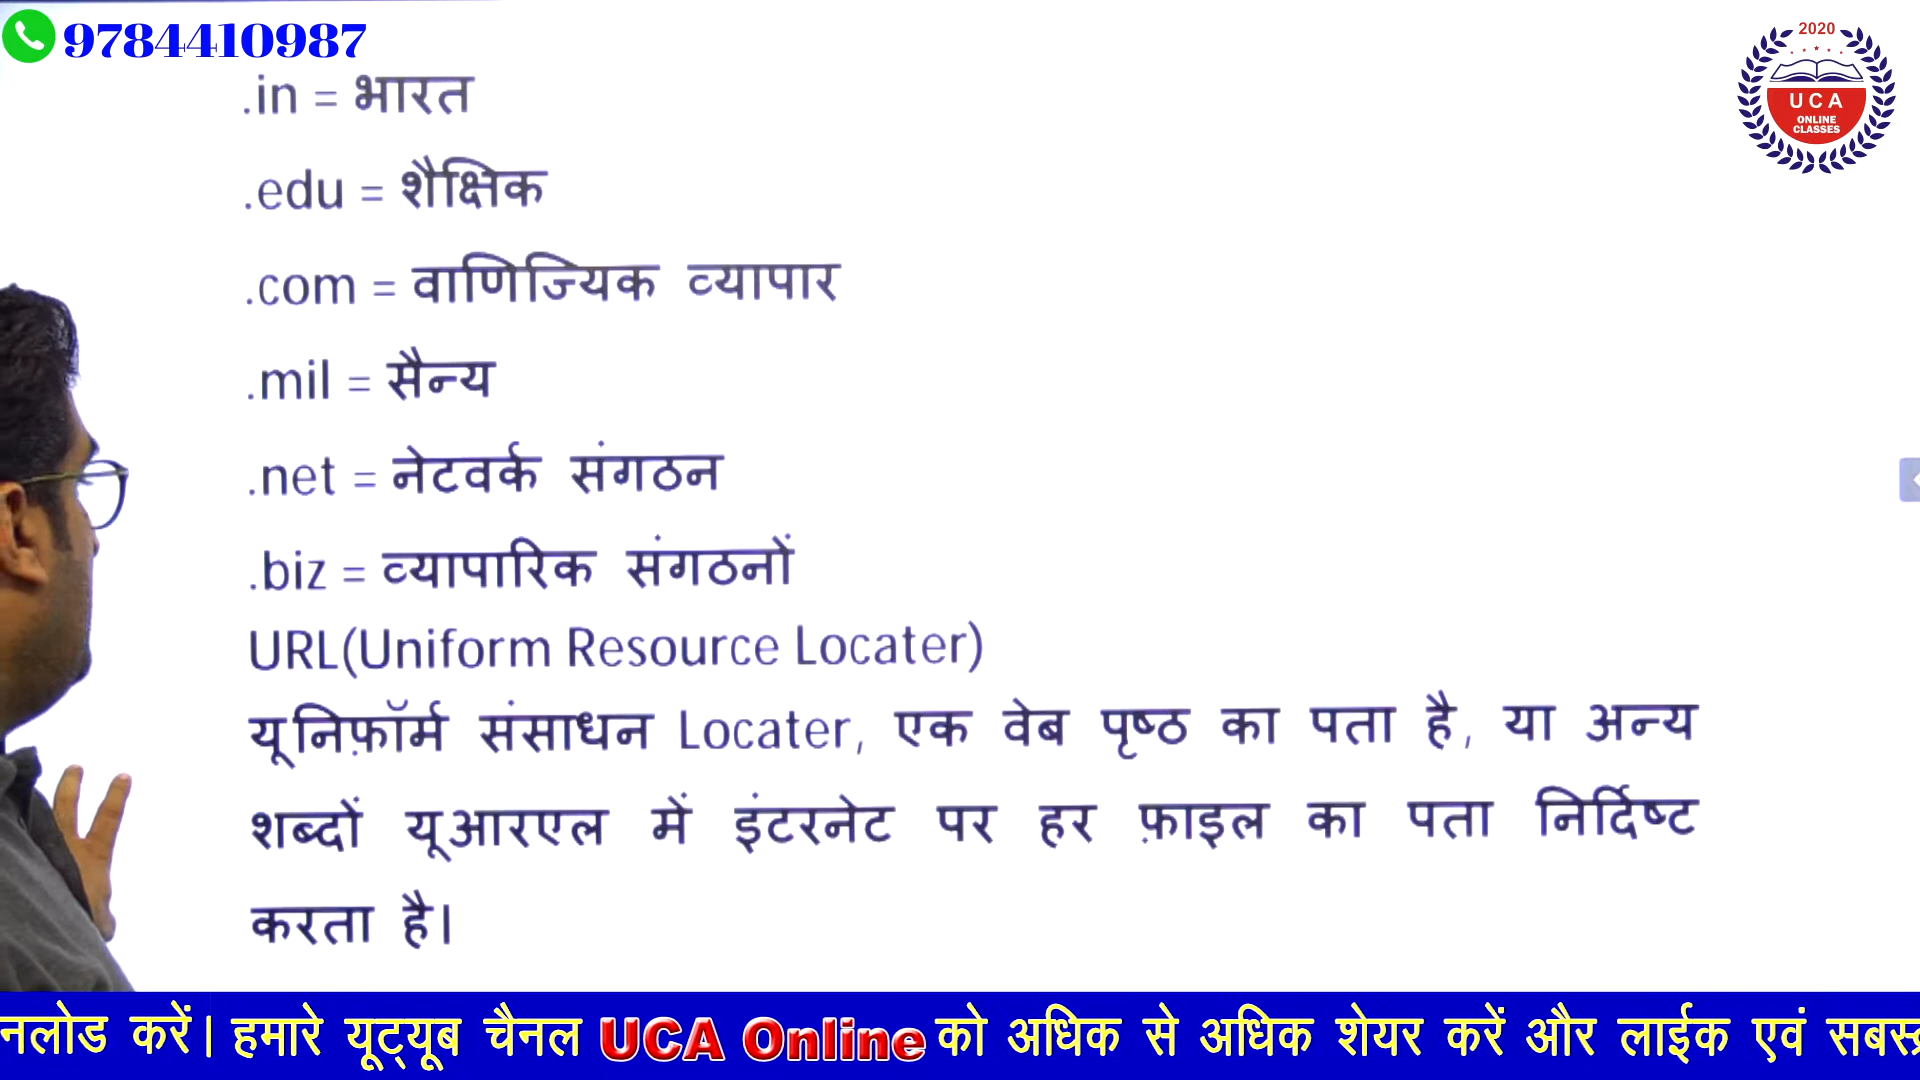 9784410987
2020
UCA
ONLINE
CLASSES
.in = भारत
.edu = शैक्षिक
.com = वाणिज्यिक व्यापार
.mil = सैन्य
.net = नेटवर्क संगठन
.biz = व्यापारिक संगठनों
URL(Uniform Resource Locater)
यूनिफ़ॉर्म संसाधन Locater, एक वेब पृष्ठ का पता है, या अन्य
शब्दों यूआरएल में इंटरनेट पर हर फ़ाइल का पता निर्दिष्ट
करता है।
नलोड करें। हमारे यूट्यूब चैनल UCA Online को अधिक से अधिक शेयर करें और लाईक एवं सबस्क्र